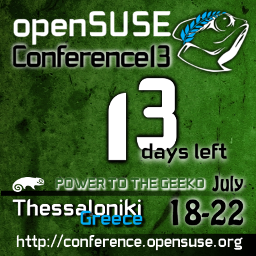 openSUSE
Conference13
13
days left
POWER TO THE GEEKO July
Thessaloniki 18-22
Greece
http://conference.opensuse.org